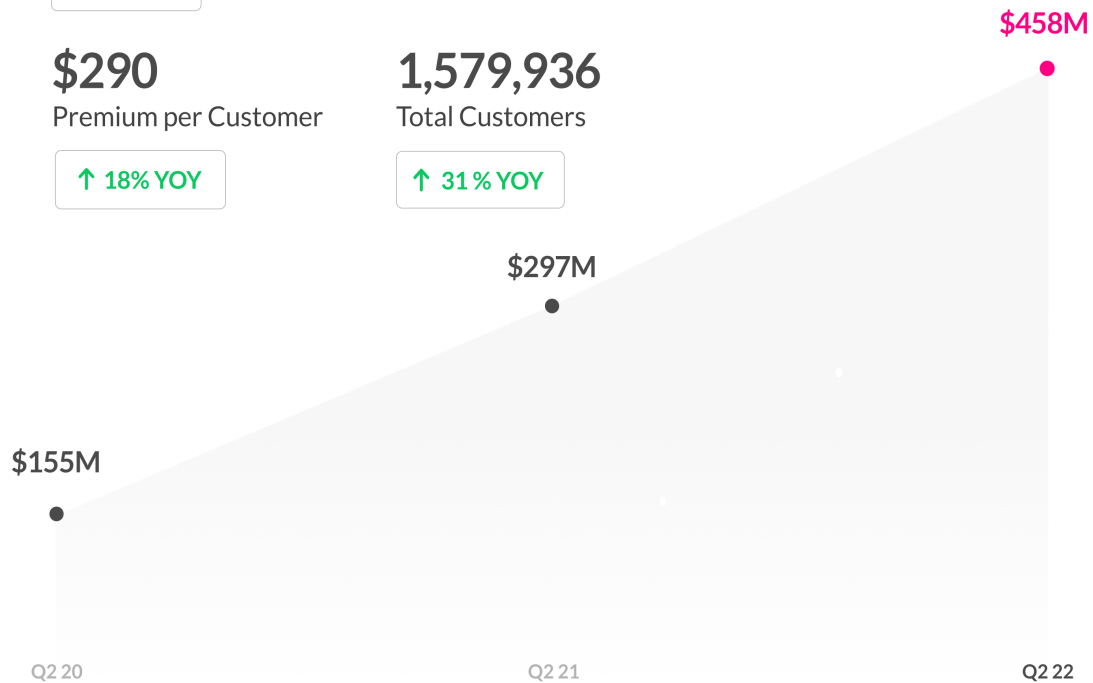 $458M
$290
1,579,936
Premium per Customer
Total Customers
↑ 18% YOY
↑ 31% YOY
$297M
$155M
Q2 20
Q2 21
Q2 22